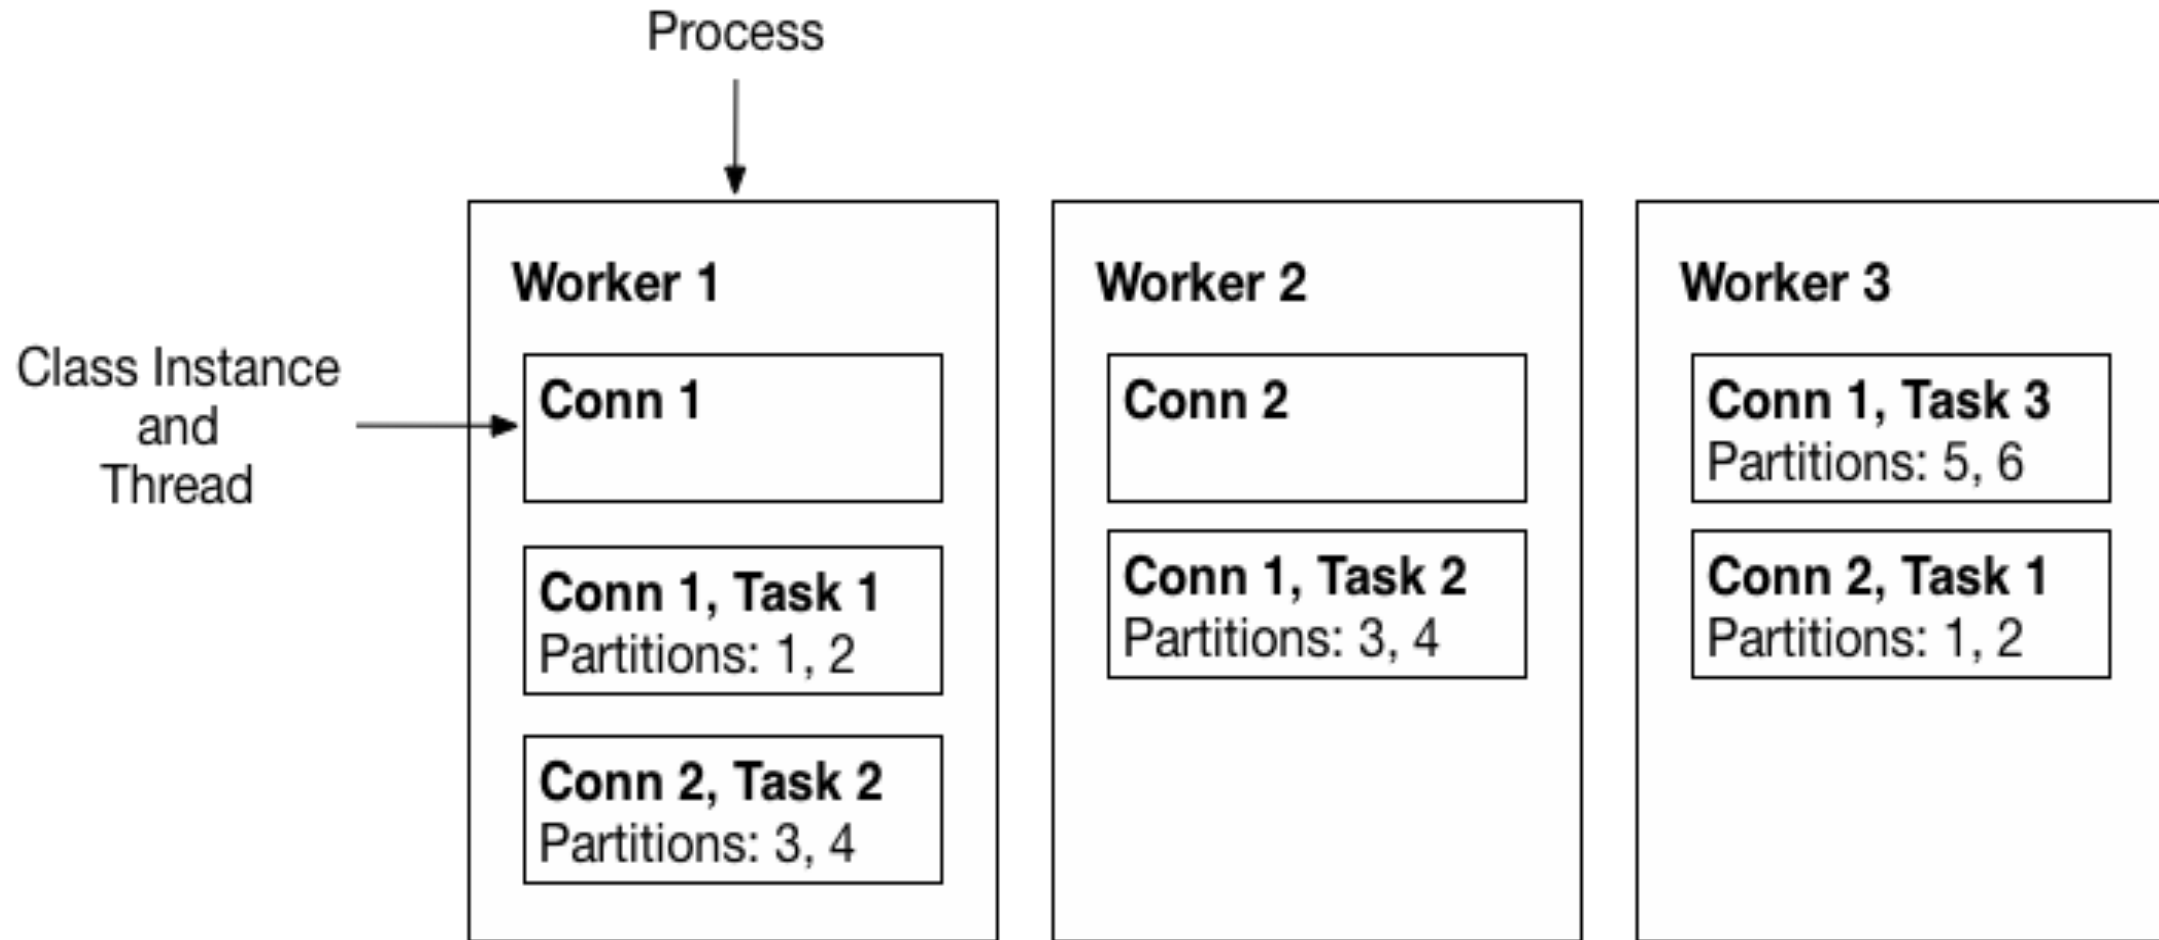 Process
Class Instance
and
Thread
Worker 1
Conn 1
Conn 1, Task 1
Partitions: 1, 2
Conn 2, Task 2
Partitions: 3, 4
Worker 2
Conn 2
Conn 1, Task 2
Partitions: 3, 4
Worker 3
Conn 1, Task 3
Partitions: 5, 6
Conn 2, Task 1
Partitions: 1, 2